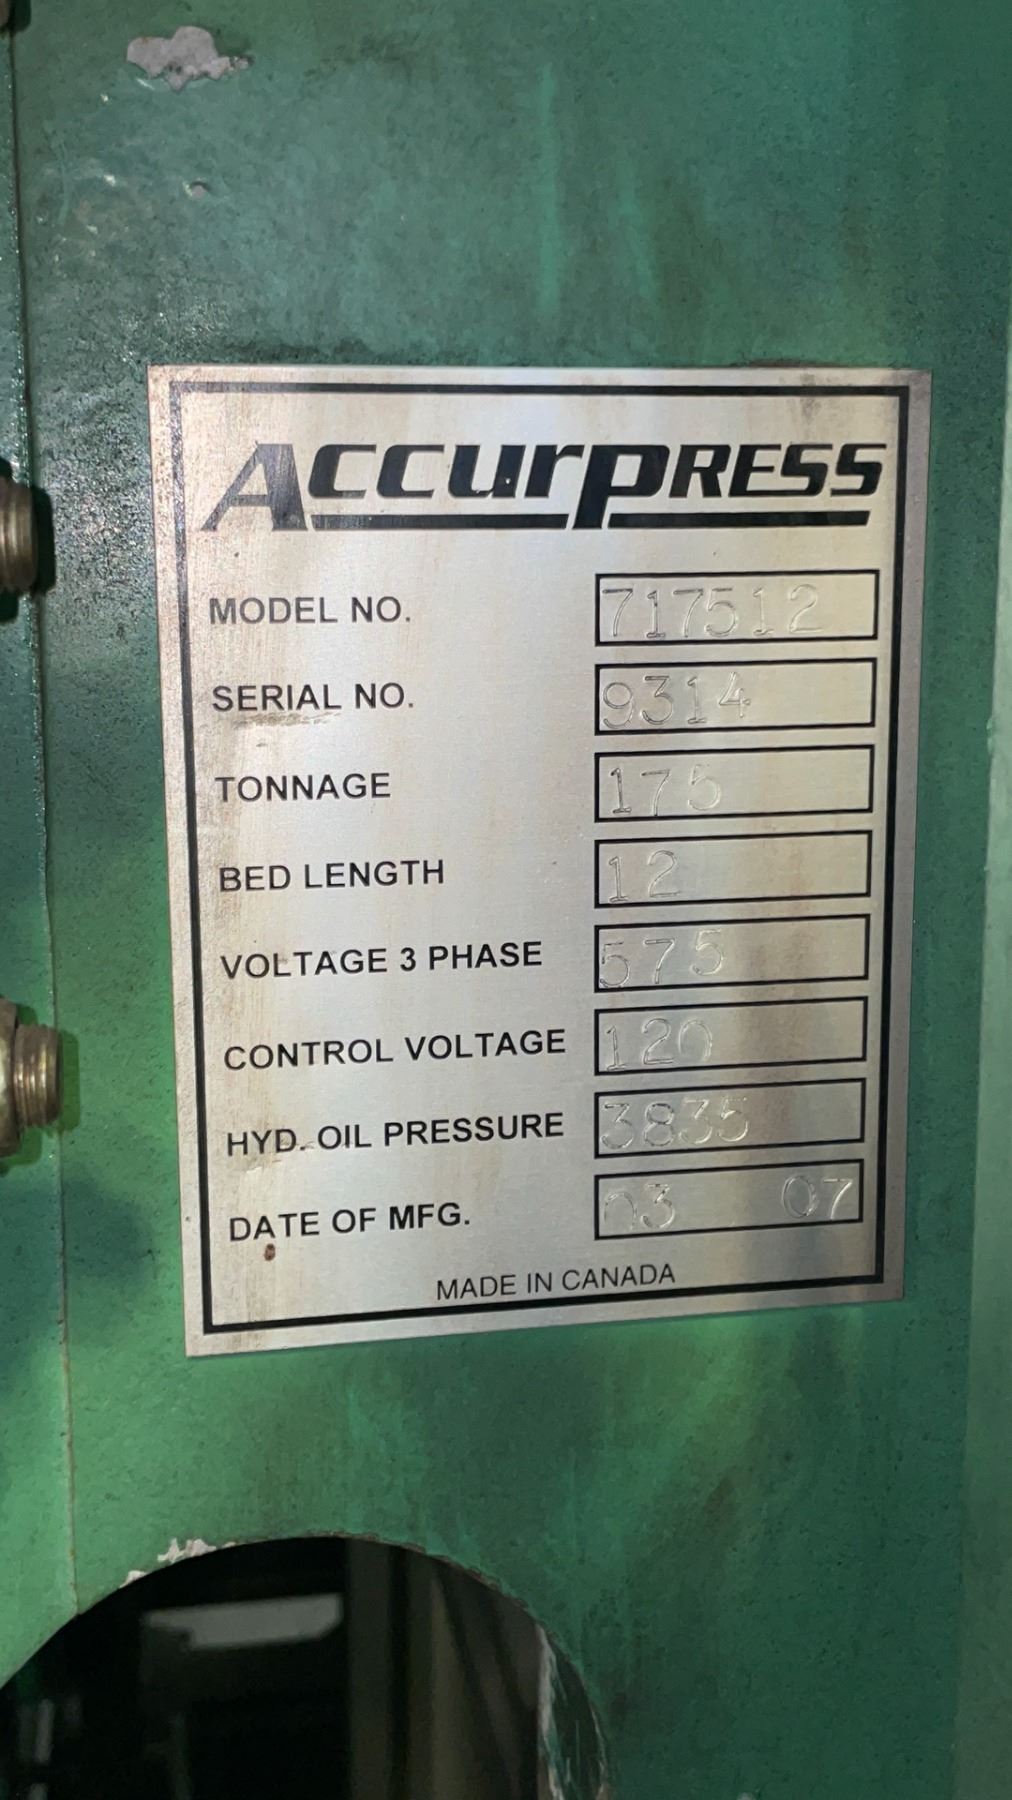 ACCURPRESS
MODEL NO. 717512
SERIAL NO. 9314
TONNAGE 175
BED LENGTH 12
VOLTAGE 3 PHASE 575
CONTROL VOLTAGE 120
HYD. OIL PRESSURE 3835
DATE OF MFG. 03 07
MADE IN CANADA